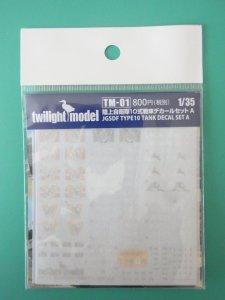 twilight model
TM-01 800円(税別) 1/35
陸上自衛隊10式戦車デカールセット A
JGSDF TYPE10 TANK DECAL SET A